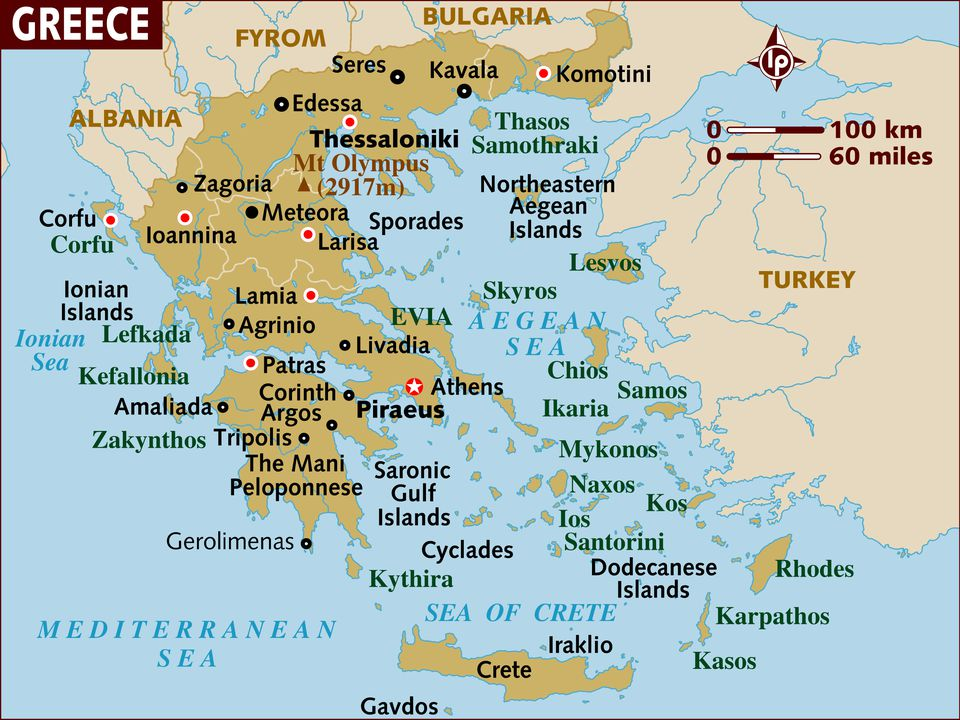 GREECE
BULGARIA
FYROM
Seres
Kavala
Komotini
lp
ALBANIA
Edessa
Thasos
Samothraki
0 100 km
0 60 miles
Thessaloniki
Mt Olympus
(2917m)
Zagoria
Northeastern
Aegean
Islands
Corfu
Corfu
Ioannina
Meteora
Sporades
Larisa
Lesvos
TURKEY
Ionian
Islands
Lamia
Skyros
Ionian
Sea
Lefkada
Agrinio
EVIA
AEGEAN
SEA
Livadia
Kefallonia
Patras
Chios
Athens
Samos
Amaliada
Corinth
Argos
Piraeus
Ikaria
Zakynthos
Tripolis
Mykonos
The Mani
Peloponnese
Saronic
Gulf
Islands
Naxos
Kos
Ios
Gerolimenas
Cyclades
Santorini
Dodecanese
Islands
Rhodes
Kythira
SEA OF CRETE
Karpathos
MEDITERRANEAN
SEA
Iraklio
Crete
Kasos
Gavdos